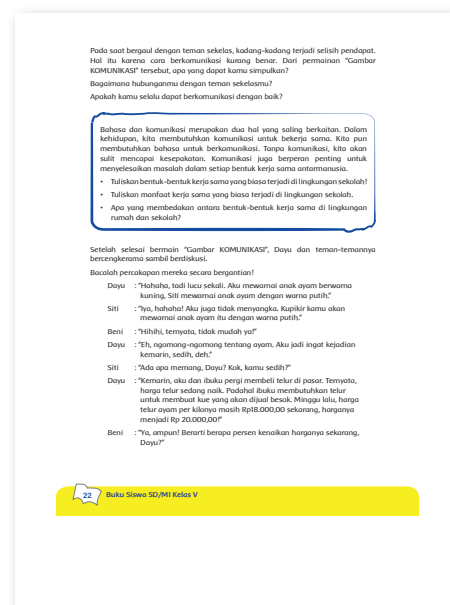 Pada saat bergaul dengan teman sekelas, kadang-kadang terjadi selisih pendapat.
Hal itu karena cara berkomunikasi kurang benar. Dari permainan "Gambar
KOMUNIKASI" tersebut, apa yang dapat kamu simpulkan?
Bagaimana hubunganmu dengan teman sekelasmu?
Apakah kamu selalu dapat berkomunikasi dengan baik?
Bahasa dan komunikasi merupakan dua hal yang saling berkaitan. Dalam
kehidupan, kita membutuhkan komunikasi untuk bekerja sama. Kita pun
membutuhkan bahasa untuk berkomunikasi. Tanpa komunikasi, kita akan
sulit mencapai kesepakatan. Komunikasi juga berperan penting untuk
menyelesaikan masalah dalam setiap bentuk kerja sama antarmanusia.
• Tuliskan bentuk-bentuk kerja sama yang biasa terjadi di lingkungan sekolah!
• Tuliskan manfaat kerja sama yang biasa terjadi di lingkungan sekolah.
• Apa yang membedakan antara bentuk-bentuk kerja sama di lingkungan
rumah dan sekolah?
Setelah selesai bermain "Gambar KOMUNIKASI", Dayu dan teman-temannya
bercengkerama sambil berdiskusi.
Bacalah percakapan mereka secara bergantian!
Dayu : "Hahaha, tadi lucu sekali. Aku mewarnai anak ayam berwarna
kuning, Siti mewarnai anak ayam dengan warna putih."
Siti : "Iya, hahaha! Aku juga tidak menyangka. Kupikir kamu akan
mewarnai anak ayam itu dengan warna putih."
Beni : "Hihihi, ternyata, tidak mudah ya!"
Dayu : "Eh, ngomong-ngomong tentang ayam. Aku jadi ingat kejadian
kemarin, sedih, deh."
Siti : "Ada apa memang, Dayu? Kok, kamu sedih?"
Dayu : "Kemarin, aku dan ibuku pergi membeli telur di pasar. Ternyata,
harga telur sedang naik. Padahal ibuku membutuhkan telur
untuk membuat kue yang akan dijual besok. Minggu lalu, harga
telur ayam per kilonya masih Rp18.000,00 sekarang, harganya
menjadi Rp 20.000,00!"
Beni : "Ya, ampun! Berarti berapa persen kenaikan harganya sekarang,
Dayu?"
22 Buku Siswa SD/MI Kelas V